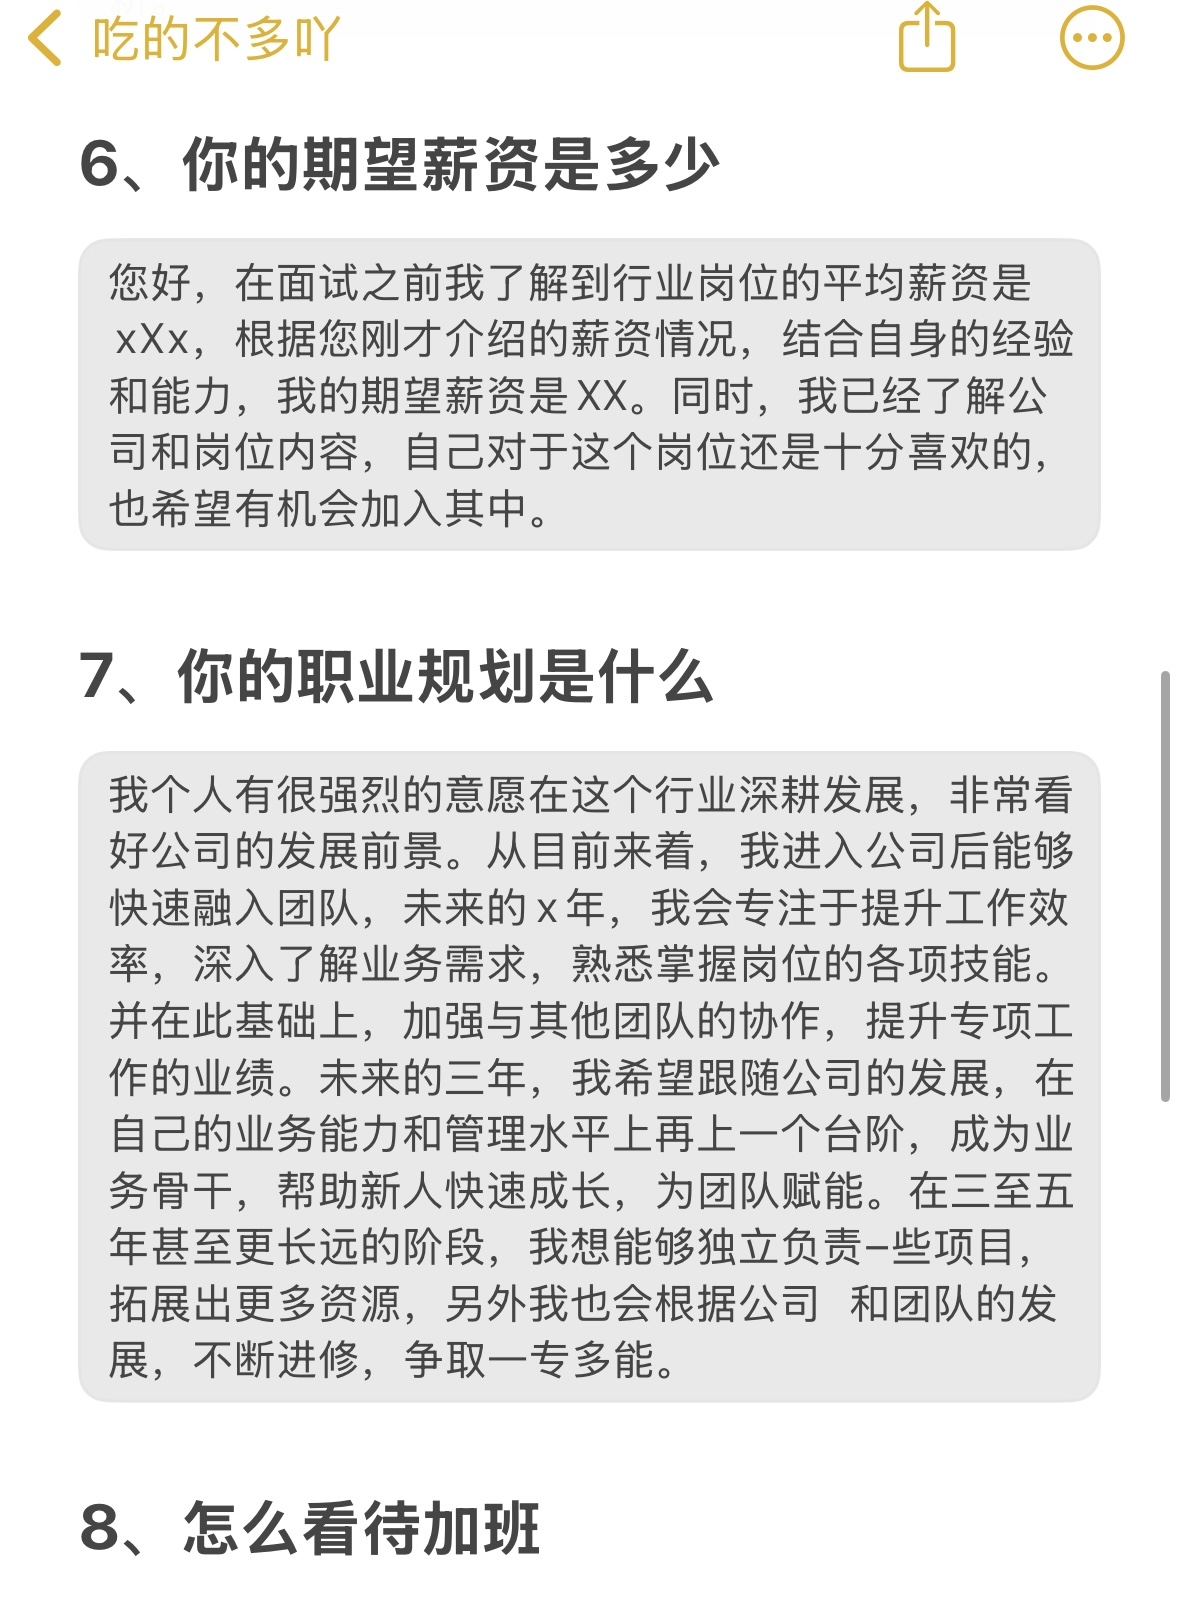 吃的不多吖
6、你的期望薪资是多少
您好，在面试之前我了解到行业岗位的平均薪资是
xXx，根据您刚才介绍的薪资情况，结合自身的经验
和能力，我的期望薪资是XX。同时，我已经了解公
司和岗位内容，自己对于这个岗位还是十分喜欢的，
也希望有机会加入其中。
7、你的职业规划是什么
我个人有很强烈的意愿在这个行业深耕发展，非常看
好公司的发展前景。从目前来着，我进入公司后能够
快速融入团队，未来的x年，我会专注于提升工作效
率，深入了解业务需求，熟悉掌握岗位的各项技能。
并在此基础上，加强与其他团队的协作，提升专项工
作的业绩。未来的三年，我希望跟随公司的发展，在
自己的业务能力和管理水平上再上一个台阶，成为业
务骨干，帮助新人快速成长，为团队赋能。在三至五
年甚至更长远的阶段，我想能够独立负责–些项目，
拓展出更多资源，另外我也会根据公司 和团队的发
展，不断进修，争取一专多能。
8、怎么看待加班